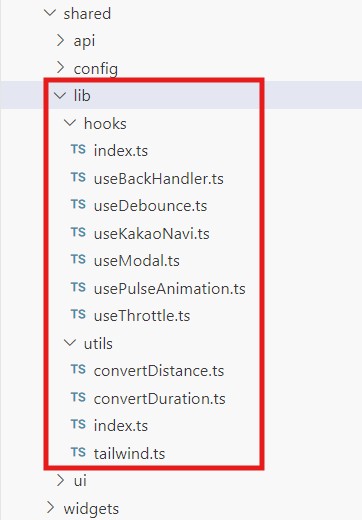 shared
api
config
lib
hooks
TS index.ts
TS useBackHandler.ts
TS useDebounce.ts
TS useKakaoNavi.ts
TS useModal.ts
TS usePulseAnimation.ts
TS useThrottle.ts
utils
TS convertDistance.ts
TS convertDuration.ts
TS index.ts
TS tailwind.ts
ui
widgets